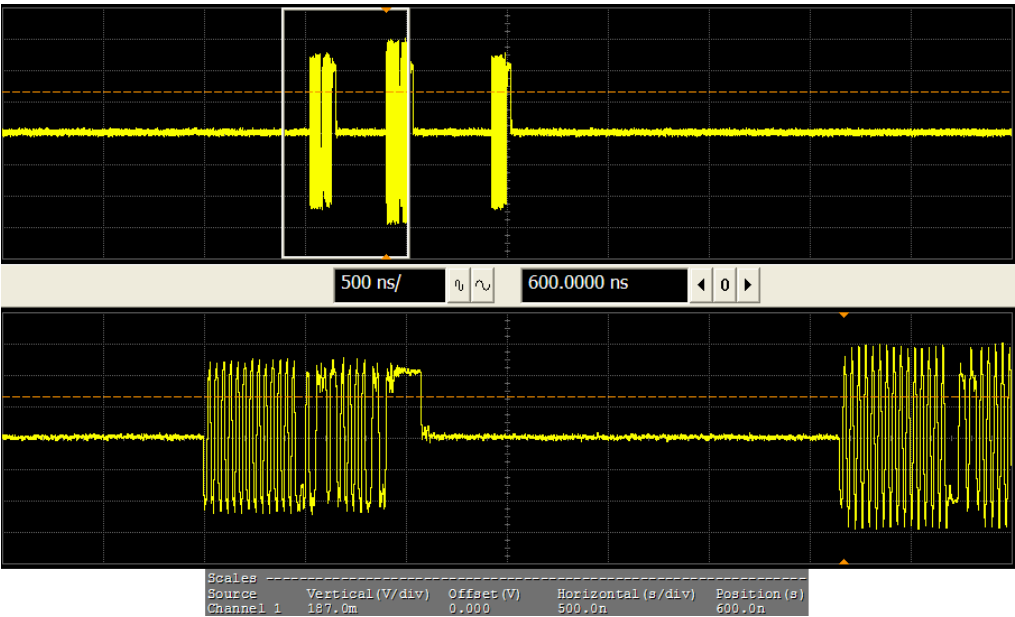 500 ns/
600.0000 ns
0
Scales
Source Vertical(V/div) Offset(V) Horizontal(s/div) Position(s)
Channel 1 187.0m 0.000 500.0n 600.0n